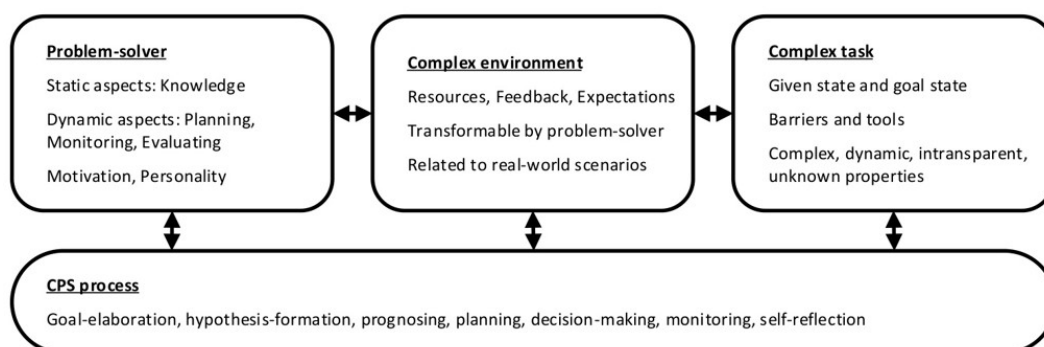 Problem-solver
Static aspects: Knowledge
Dynamic aspects: Planning,
Monitoring, Evaluating
Motivation, Personality
Complex environment
Resources, Feedback, Expectations
Transformable by problem-solver
Related to real-world scenarios
Complex task
Given state and goal state
Barriers and tools
Complex, dynamic, intransparent,
unknown properties
CPS process
Goal-elaboration, hypothesis-formation, prognosing, planning, decision-making, monitoring, self-reflection